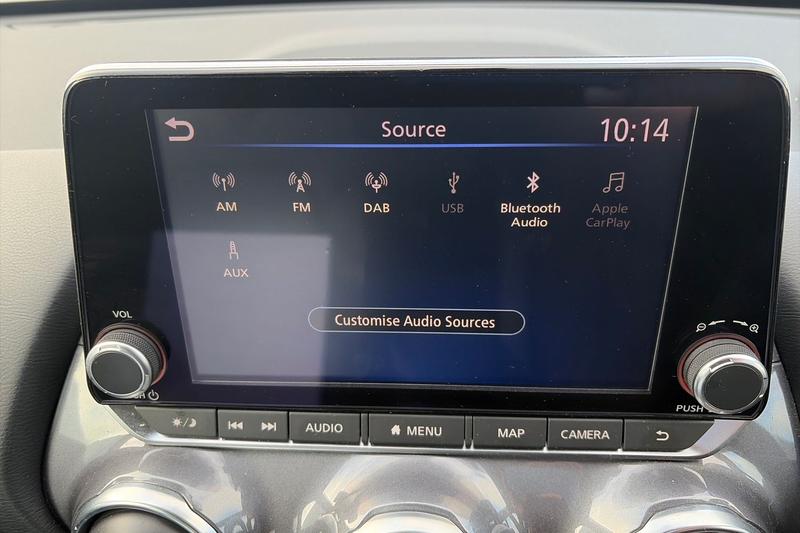 Source
10:14
AM
FM
DAB
USB
Bluetooth
Audio
Apple
CarPlay
AUX
Customise Audio Sources
VOL
PUSH
AUDIO
MENU
MAP
CAMERA